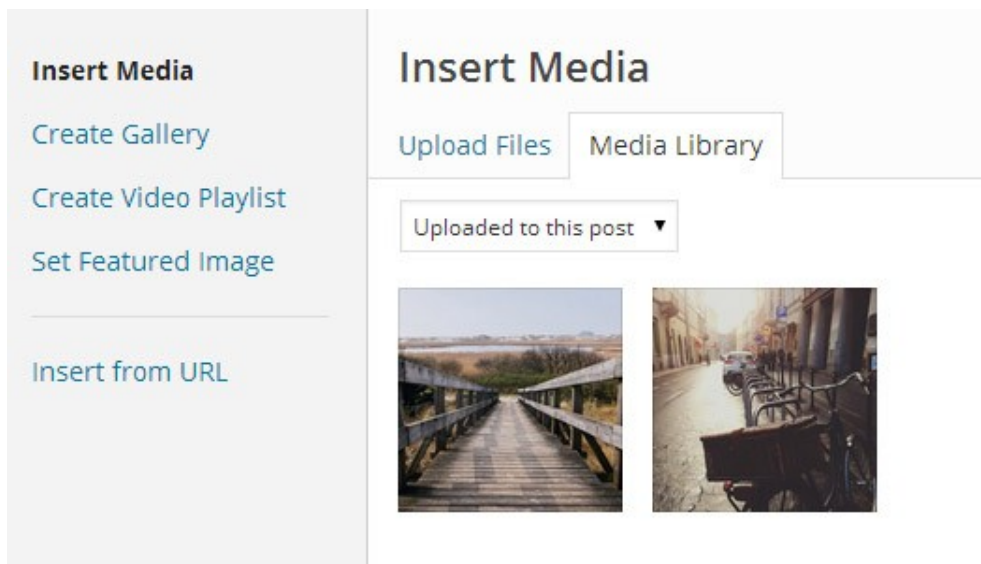 Insert Media
Create Gallery
Create Video Playlist
Set Featured Image
Insert from URL
Insert Media
Upload Files
Media Library
Uploaded to this post